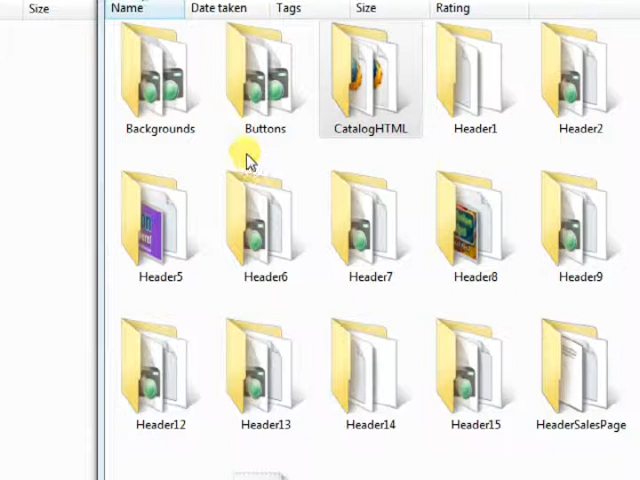 Size
Name Date taken Tags Size Rating
Backgrounds Buttons CatalogHTML Header1 Header2
Header5 Header6 Header7 Header8 Header9
Header12 Header13 Header14 Header15 HeaderSalesPage